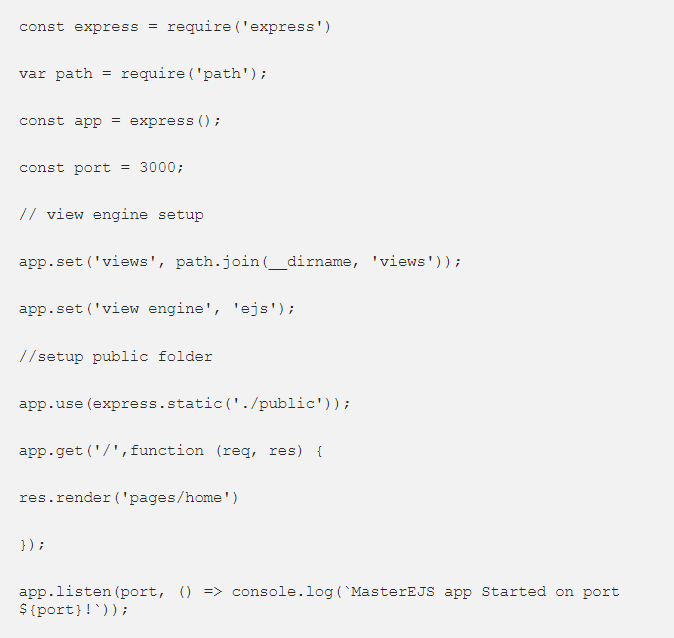 const express = require('express')
var path = require('path');
const app = express();
const port = 3000;
// view engine setup
app.set('views', path.join(__dirname, 'views'));
app.set('view engine', 'ejs');
//setup public folder
app.use(express.static('./public'));
app.get('/',function (req, res) {
res.render('pages/home')
});
app.listen(port, () => console.log(`MasterEJS app Started on port
${port}!`));